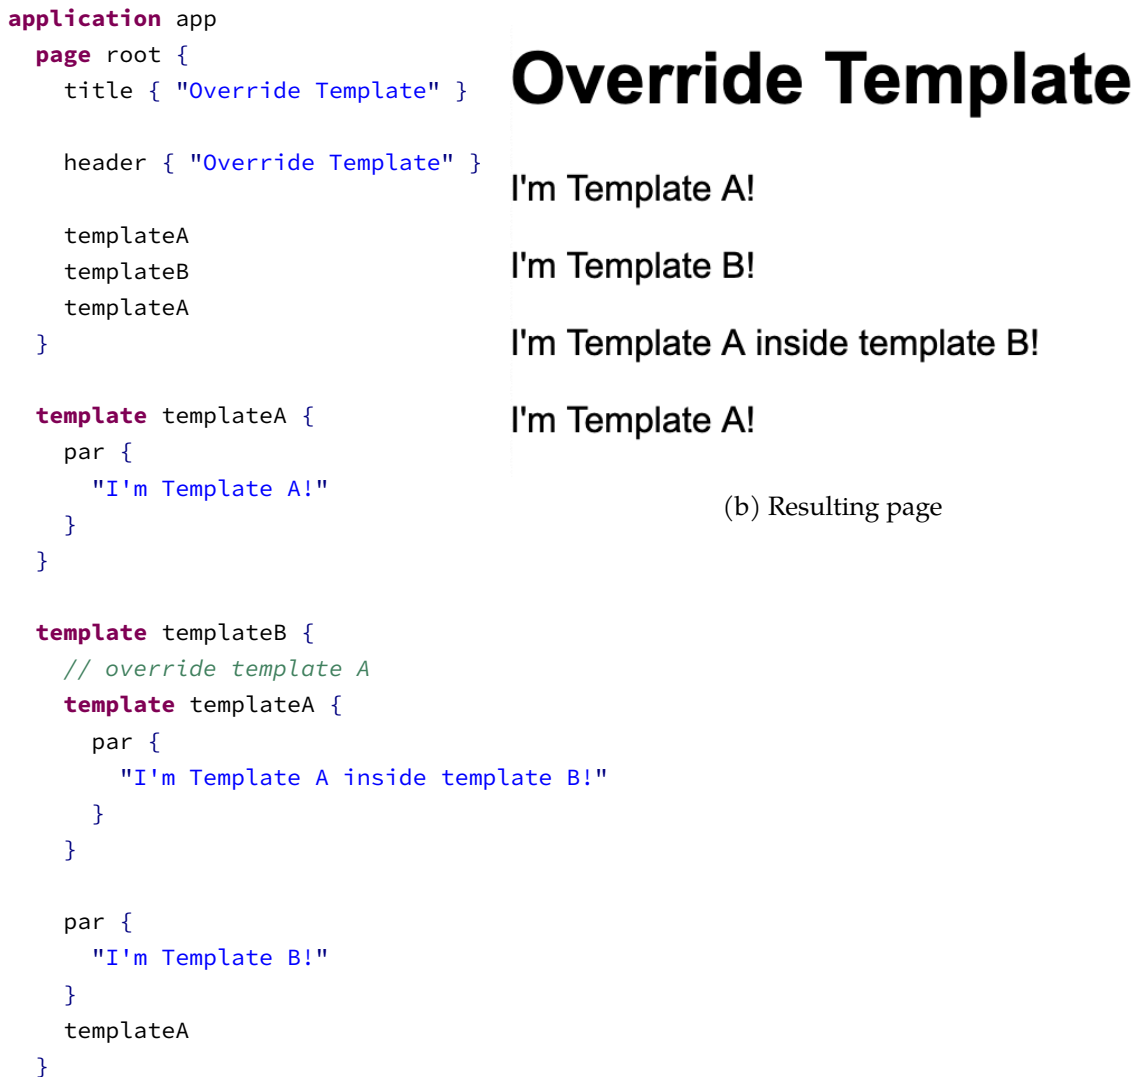 application app
  page root {
    title { "Override Template" }

    header { "Override Template" }

    templateA
    templateB
    templateA
  }

  template templateA {
    par {
      "I'm Template A!"
    }
  }

  template templateB {
    // override template A
    template templateA {
      par {
        "I'm Template A inside template B!"
      }
    }

    par {
      "I'm Template B!"
    }
    templateA
  }

Override Template
I'm Template A!
I'm Template B!
I'm Template A inside template B!
I'm Template A!
(b) Resulting page